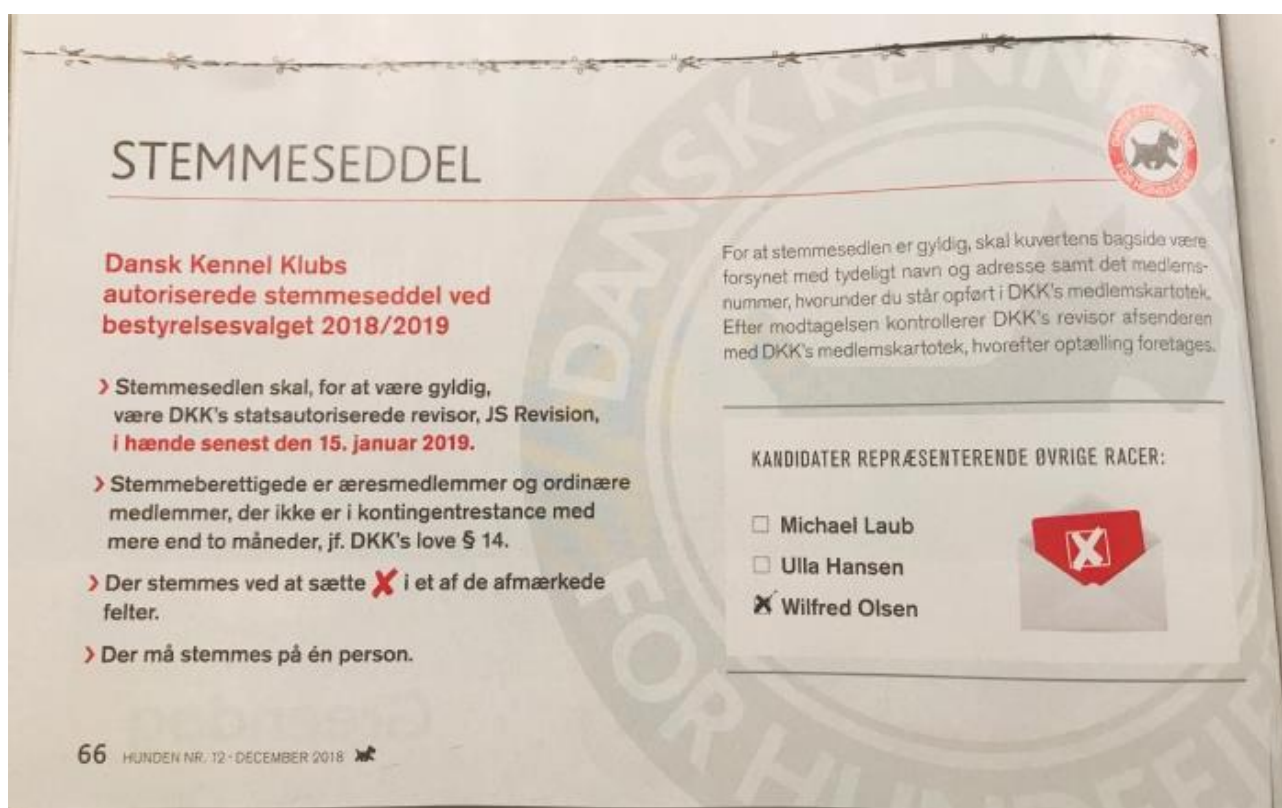 STEMMESEDDEL
Dansk Kennel Klubs
autoriserede stemmeseddel ved
bestyrelsesvalget 2018/2019
› Stemmesedlen skal, for at være gyldig,
være DKK's statsautoriserede revisor, JS Revision,
i hænde senest den 15. januar 2019.
› Stemmeberettigede er æresmedlemmer og ordinære
medlemmer, der ikke er i kontingentrestance med
mere end to måneder, jf. DKK's love § 14.
› Der stemmes ved at sætte X i et af de afmærkede
felter.
› Der må stemmes på én person.
For at stemmesedlen er gyldig, skal kuvertens bagside være
forsynet med tydeligt navn og adresse samt det medlems-
nummer, hvorunder du står opført i DKK's medlemskartotek.
Efter modtagelsen kontrollerer DKK's revisor afsenderen
med DKK's medlemskartotek, hvorefter optælling foretages.
KANDIDATER REPRÆSENTERENDE ØVRIGE RACER:
Michael Laub
Ulla Hansen
X Wilfred Olsen
66 HUNDEN NR. 12 · DECEMBER 2018
DANSK KENNEL
FOR HUNDEEJE